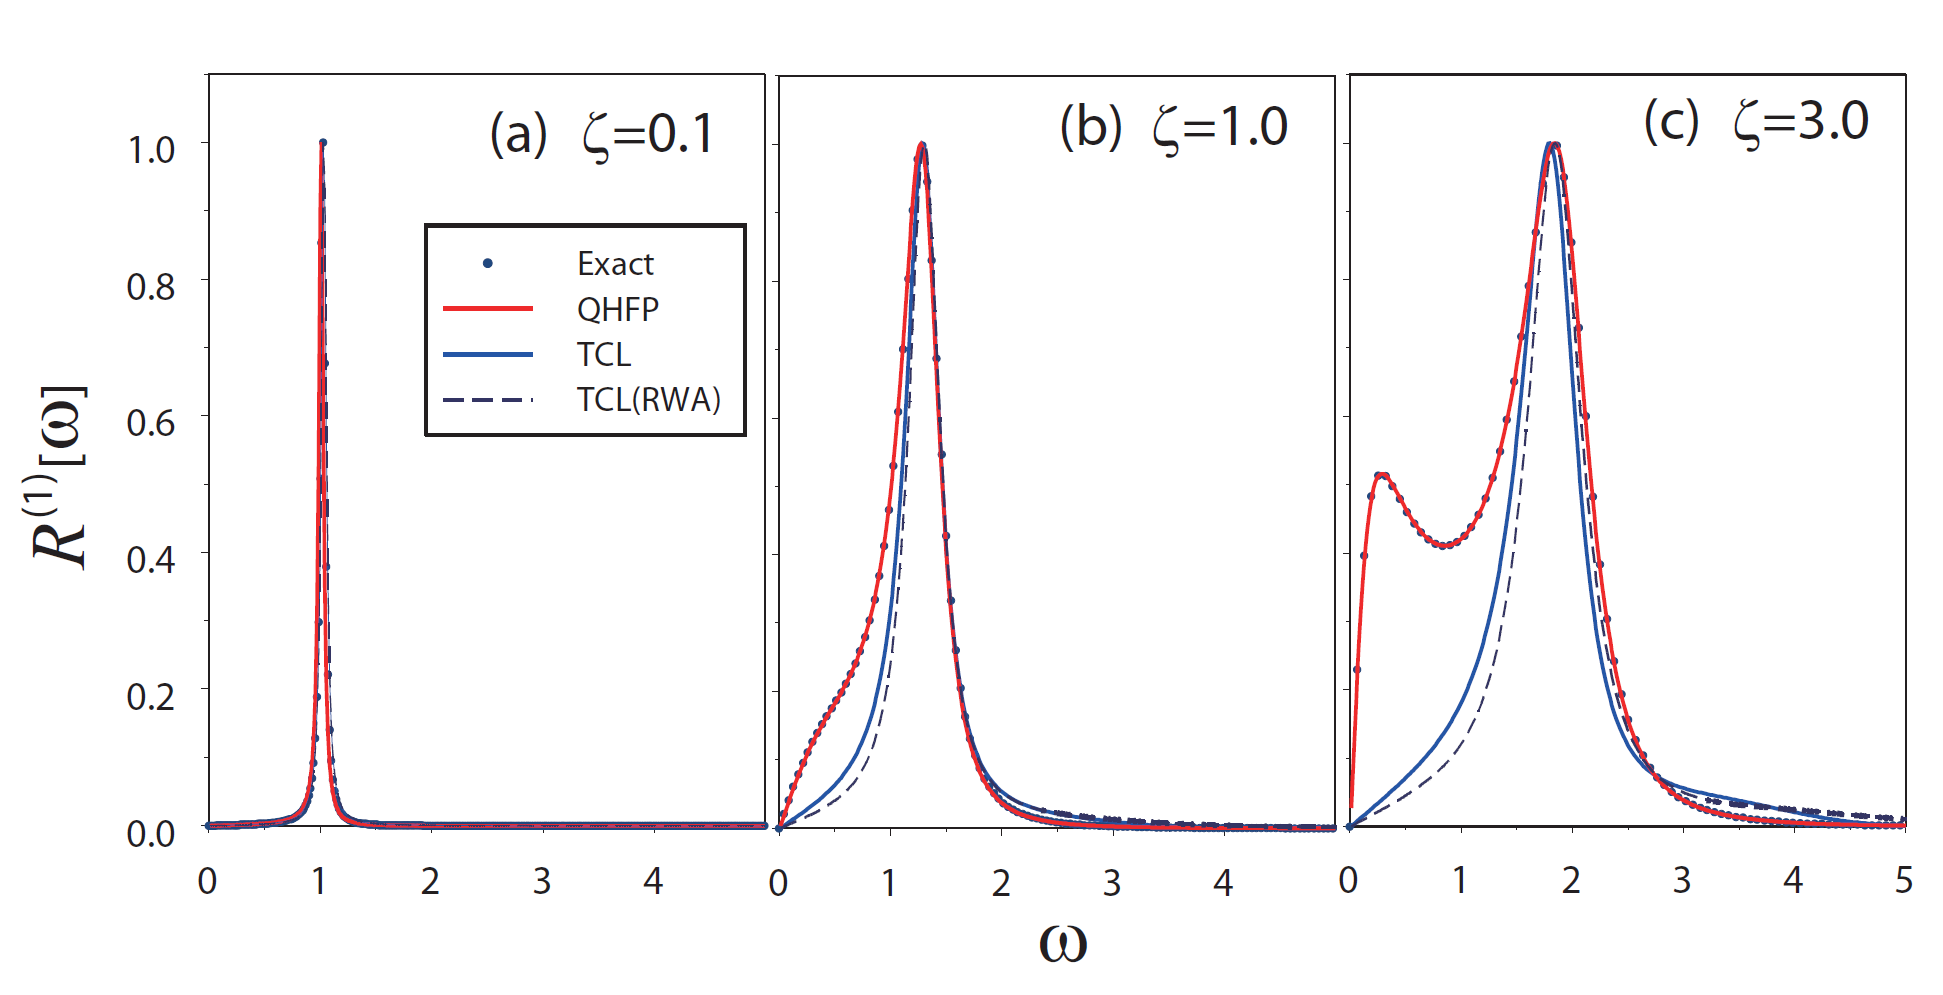 (a) ζ=0.1
(b) ζ=1.0
(c) ζ=3.0
Exact
QHFP
TCL
TCL(RWA)
R(1)[ω]
1.0
0.8
0.6
0.4
0.2
0.0
0 1 2 3 4
0 1 2 3 4
0 1 2 3 4 5
ω